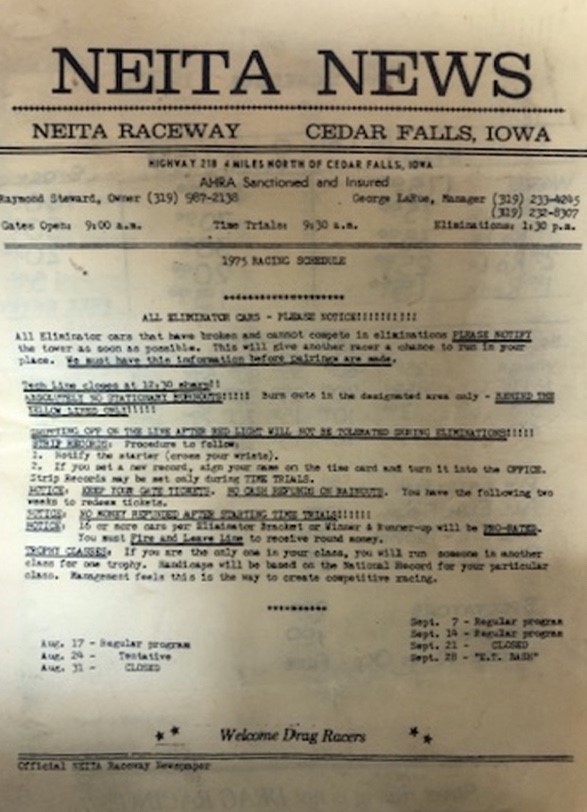 NEITA NEWS
NEITA RACEWAY CEDAR FALLS, IOWA
HIGHWAY 218 4 MILES NORTH OF CEDAR FALLS, IOWA
AHRA Sanctioned and Insured
Raymond Steward, Owner (319) 987-2138 George LaRue, Manager (319) 233-4245
(319) 232-8307
Gates Open: 9:00 a.m. Time Trials: 9:30 a.m. Eliminations: 1:30 p.m.
1975 RACING SCHEDULE
ALL ELIMINATOR CARS - PLEASE NOTICE!!!!!!!!!!
All Eliminator cars that have broken and cannot compete in eliminations PLEASE NOTIFY
the tower as soon as possible. This will give another racer a chance to run in your
place. We must have this information before pairings are made.
Tech Line closes at 12:30 sharp!!
ABSOLUTELY NO STATIONARY BURNOUTS!!!!! Burn outs in the designated area only - BEHIND THE
YELLOW LINES ONLY!!!!!
SHUTTING OFF ON THE LINE AFTER RED LIGHT WILL NOT BE TOLERATED DURING ELIMINATIONS!!!!!
STRIP RECORDS: Procedure to follow:
1. Notify the starter (cross your wrists).
2. If you set a new record, sign your name on the time card and turn it into the OFFICE.
Strip Records may be set only during TIME TRIALS.
NOTICE: KEEP YOUR GATE TICKETS. NO CASH REFUNDS ON RAINOUTS. You have the following two
weeks to redeem tickets.
NOTICE: NO MONEY REFUNDED AFTER STARTING TIME TRIALS!!!!!!!
NOTICE: 16 or more cars per Eliminator Bracket or Winner & Runner-up will be PRO-RATED.
You must Fire and Leave Line to receive round money.
TROPHY CLASSES: If you are the only one in your class, you will run someone in another
class for one trophy. Handicaps will be based on the National Record for your particular
class. Management feels this is the way to create competitive racing.
Sept. 7 - Regular program
Sept. 14 - Regular program
Aug. 17 - Regular program Sept. 21 - CLOSED
Aug. 24 - Tentative Sept. 28 - "E.T. BASH"
Aug. 31 - CLOSED
Welcome Drag Racers
Official NEITA Raceway Newspaper